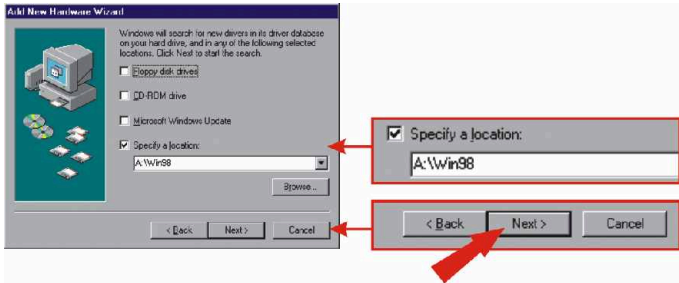 Add New Hardware Wizard
Windows will search for new drivers in its driver database
on your hard drive, and in any of the following selected
locations. Click Next to start the search.
Floppy disk drives
CD-ROM drive
Microsoft Windows Update
Specify a location:
A:\Win98
Browse...
< Back
Next >
Cancel
Specify a location:
A:\Win98
< Back
Next >
Cancel